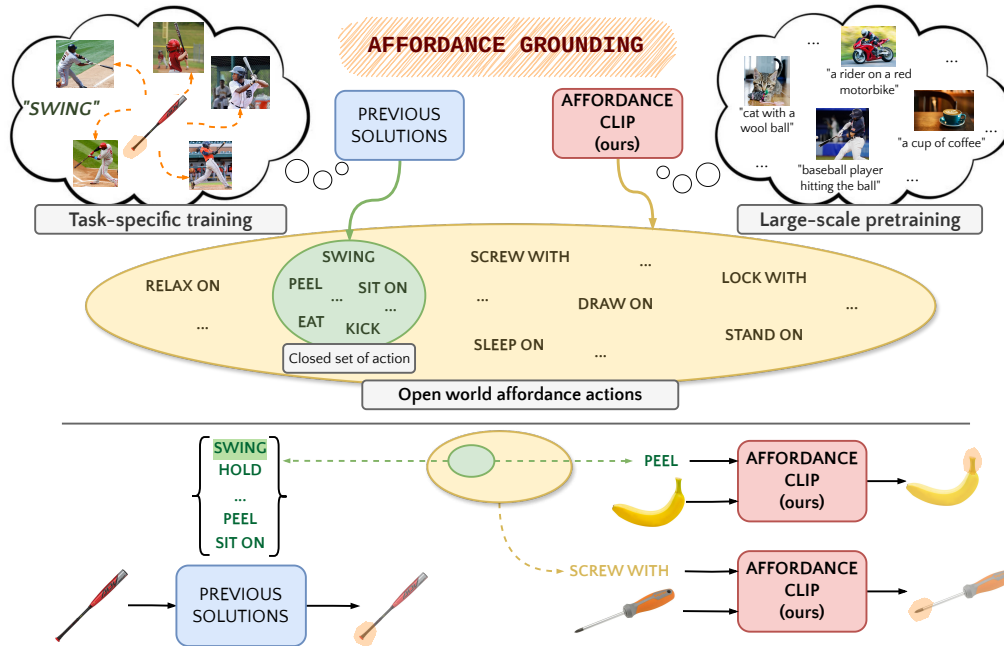 AFFORDANCE GROUNDING
"SWING"
PREVIOUS
SOLUTIONS
AFFORDANCE
CLIP
(ours)
...
"a rider on a red
motorbike"
...
"cat with a
wool ball"
"a cup of coffee"
...
"baseball player
hitting the ball"
...
...
Task-specific training
Large-scale pretraining
SWING
SCREW WITH
...
LOCK WITH
RELAX ON
PEEL
SIT ON
...
...
...
DRAW ON
...
...
EAT
KICK
STAND ON
SLEEP ON
...
Closed set of action
Open world affordance actions
SWING
HOLD
...
PEEL
SIT ON
PEEL
AFFORDANCE
CLIP
(ours)
PREVIOUS
SOLUTIONS
SCREW WITH
AFFORDANCE
CLIP
(ours)